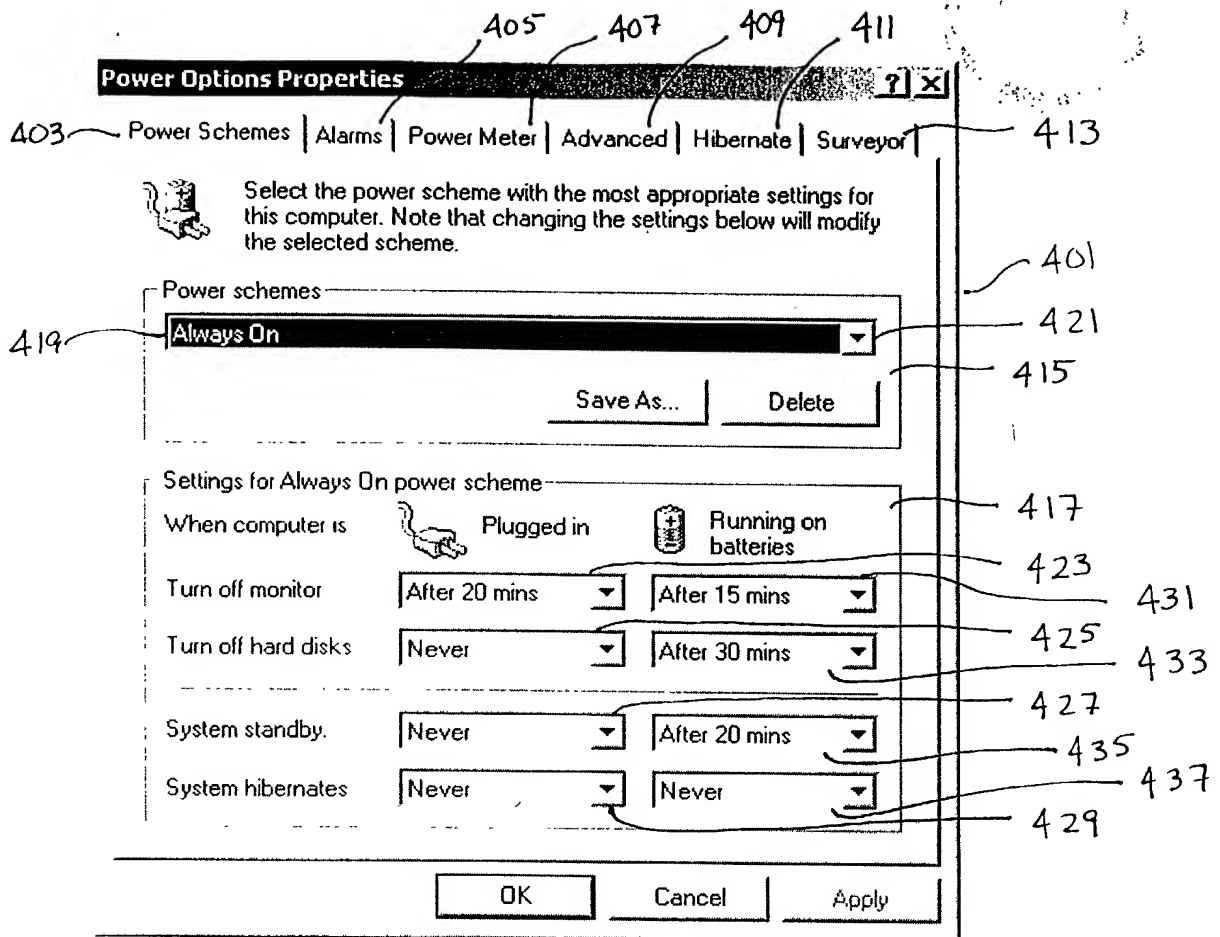 405 407 409 411
Power Options Properties ? X
403 Power Schemes Alarms Power Meter Advanced Hibernate Surveyor 413
Select the power scheme with the most appropriate settings for
this computer. Note that changing the settings below will modify
the selected scheme.
401
Power schemes
419 Always On 421
415
Save As... Delete
Settings for Always On power scheme
417
When computer is Plugged in Running on
batteries
423
Turn off monitor After 20 mins After 15 mins 431
425
Turn off hard disks Never After 30 mins 433
427
System standby. Never After 20 mins 435
System hibernates Never Never 437
429
OK Cancel Apply